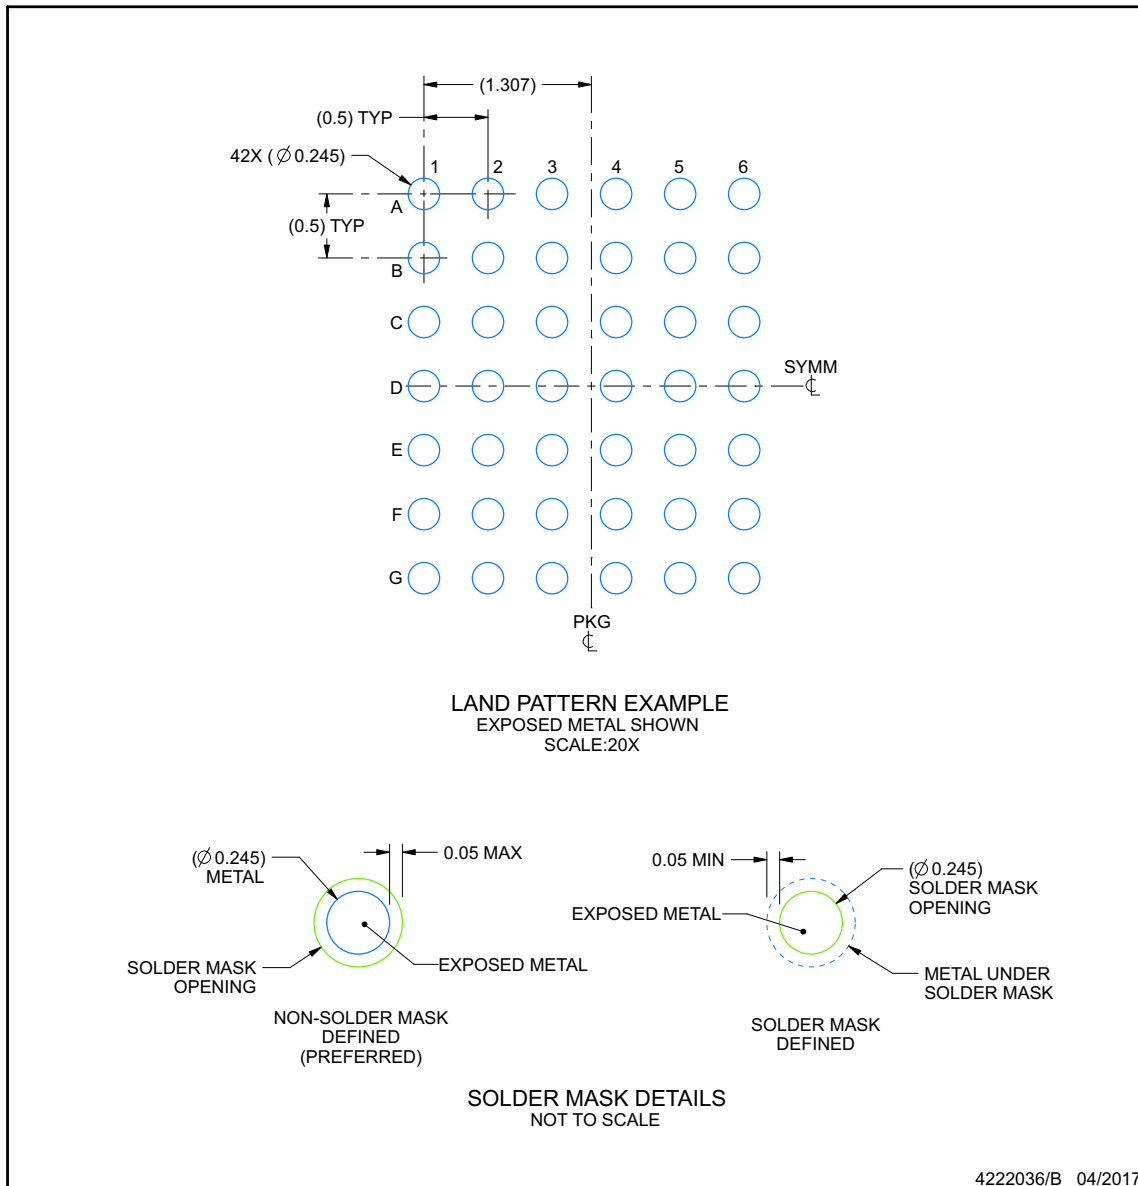 (1.307)
(0.5) TYP
42X ( Ø 0.245)
1 2 3 4 5 6
A
(0.5) TYP
B
C
SYMM
D
E
F
G
PKG
LAND PATTERN EXAMPLE
EXPOSED METAL SHOWN
SCALE:20X
(Ø 0.245)
METAL
0.05 MAX
SOLDER MASK
OPENING
EXPOSED METAL
NON-SOLDER MASK
DEFINED
(PREFERRED)
0.05 MIN
(Ø 0.245)
SOLDER MASK
OPENING
EXPOSED METAL
METAL UNDER
SOLDER MASK
SOLDER MASK
DEFINED
SOLDER MASK DETAILS
NOT TO SCALE
4222036/B 04/2017